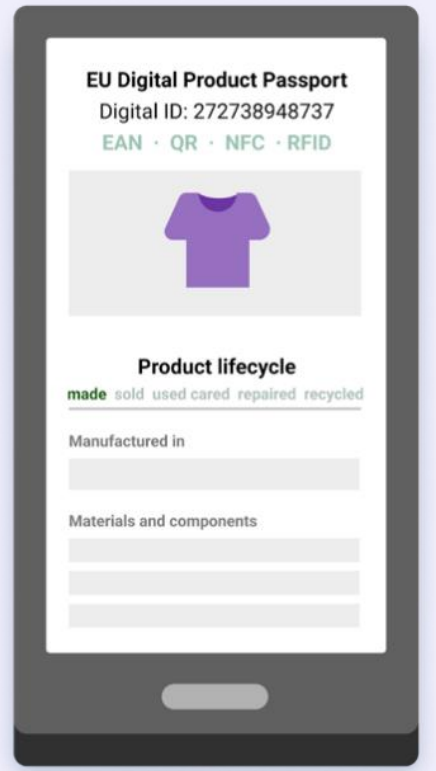 EU Digital Product Passport
Digital ID: 272738948737
EAN · QR · NFC · RFID
Product lifecycle
made sold used cared repaired recycled
Manufactured in
Materials and components